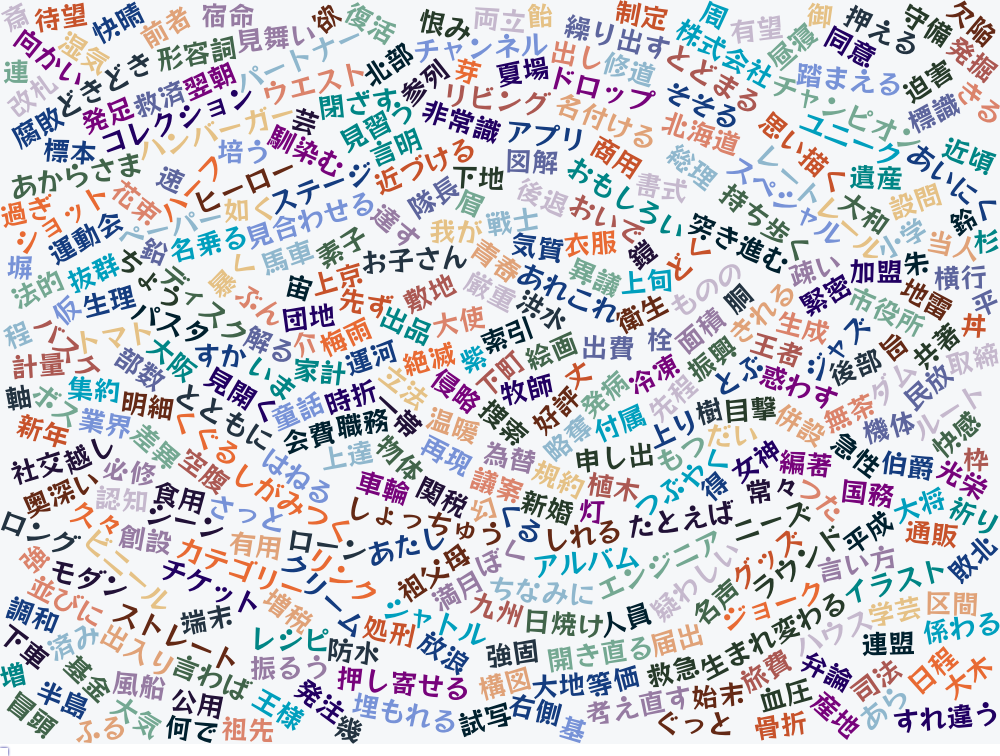 斎
待望
快晴
前者
宿命
見舞い
欲
復活
恨み
両立
飴
制定
周
有望
御
押える
守備
欠陥
向かい
湿気
どきどき
形容詞
パートナー
北部
チャンネル
出し
繰り出す
修道
株式会社
昼寝
同意
発掘
連
改札
発足
救済
翌朝
ウエスト
閉ざす
参列
芽
夏場
ドロップ
とどまる
チャンピオン
踏まえる
迫害
標識
きる
腐敗
標本
コレクション
ハンバーガー
芸
見習う
リビング
非常識
アプリ
名付ける
そそる
北海道
思い描く
ユニーク
あいにく
近頃
あからさま
速
培う
馴染む
言明
近づける
図解
商用
総理
レート
スペシャル
遺産
過ぎ
ショット
花束
ハーフ
ヒーロー
ステージ
隊長
下地
眉
後退
おもしろい
書式
持ち歩く
大和
設問
鈴
杉
塀
運動会
ペーパー
如く
見合わせる
達す
我が
戦士
おいで
鎧
突き進む
レール
小学
当人
法的
抜群
鉛
名乗る
馬車
素子
お子さん
青春
気質
衣服
異議
上旬
どく
疎い
加盟
朱
横行
仮
生理
ちょう
ディスク
暴く
ぶん
宙
上京
先ず
敷地
厳重
洪水
あれこれ
衛生
ものの
胴
される
緊密
市役所
地雷
平
丼
程
バス
トマト
パスタ
解る
団地
介
梅雨
出品
大使
索引
絵画
出費
栓
面積
生成
王者
ジャズ
後部
旨
共著
取締
計量
大阪
すかさ
いま
家計
運河
絶滅
柴
下町
牧師
丈
発病
冷凍
振興
とぶ
惑わす
ダム
民放
軸
ボス
集約
部数
明細
見開く
童話
時折
立法
一帯
侵略
好評
付属
先程
上り
樹
目撃
併設
無茶
機体
ルート
新年
業界
差異
とともに
くぐる
会費
職務
温暖
捜索
略奪
申し出
もつ
だい
急性
伯爵
快感
枠
社交
越し
必修
空腹
はねる
上達
物体
再現
為替
規約
植木
つぶやく
得
女神
編著
光栄
奥深い
認知
食用
さっと
しがみつく
車輪
関税
議案
幻
新婚
灯
たとえば
常々
つた
国務
大将
祈り
ロング
久々
シーン
創設
有用
ローン
あたし
しょっちゅう
くる
しれる
ニーズ
平成
通販
強
ビニール
カテゴリー
リンク
クリーム
祖父母
満月
ぼく
アルバム
エンジニア
疑わしい
グッズ
ラウンド
言い方
敗北
並びに
モダン
チケット
増税
シャトル
ちなみに
名声
ジョーク
イラスト
調和
ストレート
端末
レシピ
処刑
放浪
九州
日焼け
人員
届出
生まれ変わる
ハウス
学芸
区間
係わる
下車
済み
出入り
言わば
振るう
防水
強固
開き直る
救急
旅費
弁論
連盟
日程
大木
増
基金
風船
公用
王様
発注
押し寄せる
構図
大地
等価
考え直す
始末
血圧
司法
冒頭
半島
ふる
大気
何で
祖先
幾
埋もれる
試写
右側
基
ぐっと
骨折
産地
あら
すれ違う